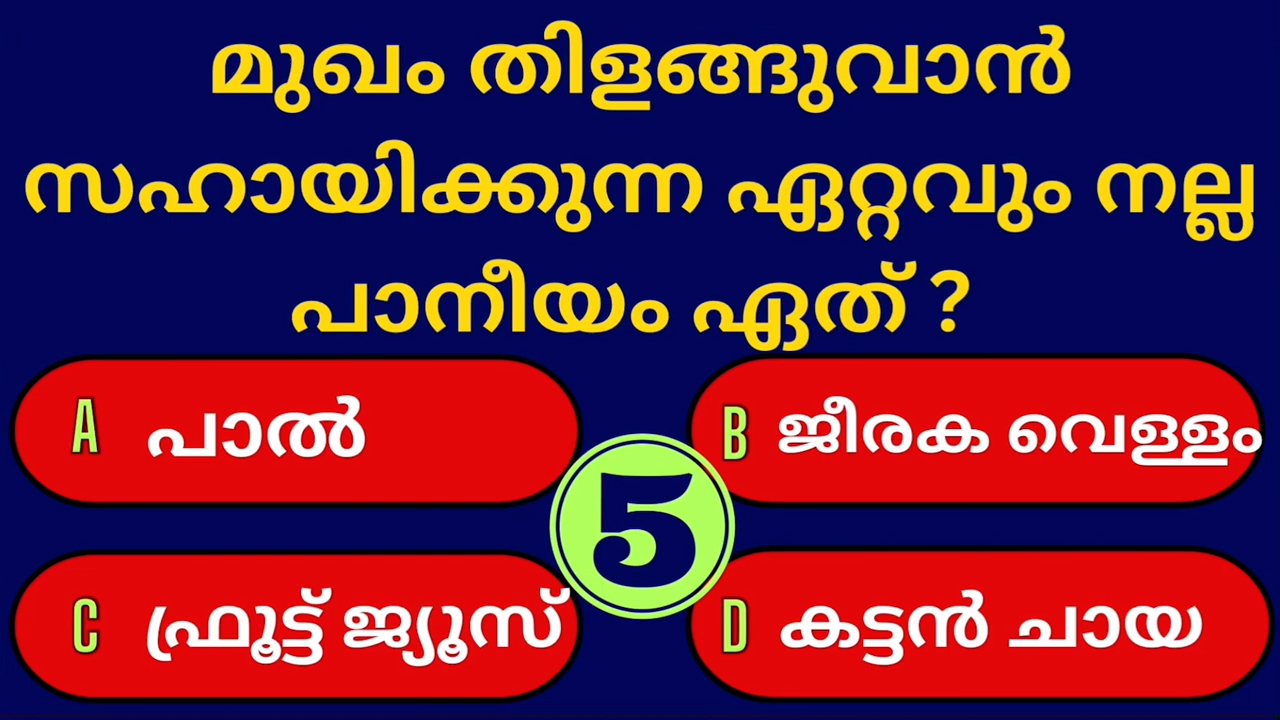 മുഖം തിളങ്ങുവാൻ
സഹായിക്കുന്ന ഏറ്റവും നല്ല
പാനീയം ഏത് ?
A പാൽ
B ജീരക വെള്ളം
5
C ഫ്രൂട്ട് ജ്യൂസ്
D കട്ടൻ ചായ